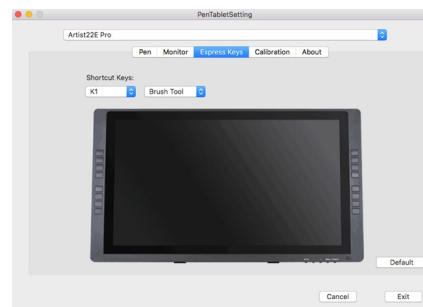 PenTabletSetting
Artist22E Pro
Pen Monitor Express Keys Calibration About
Shortcut Keys:
K1 Brush Tool
Default
Cancel Exit